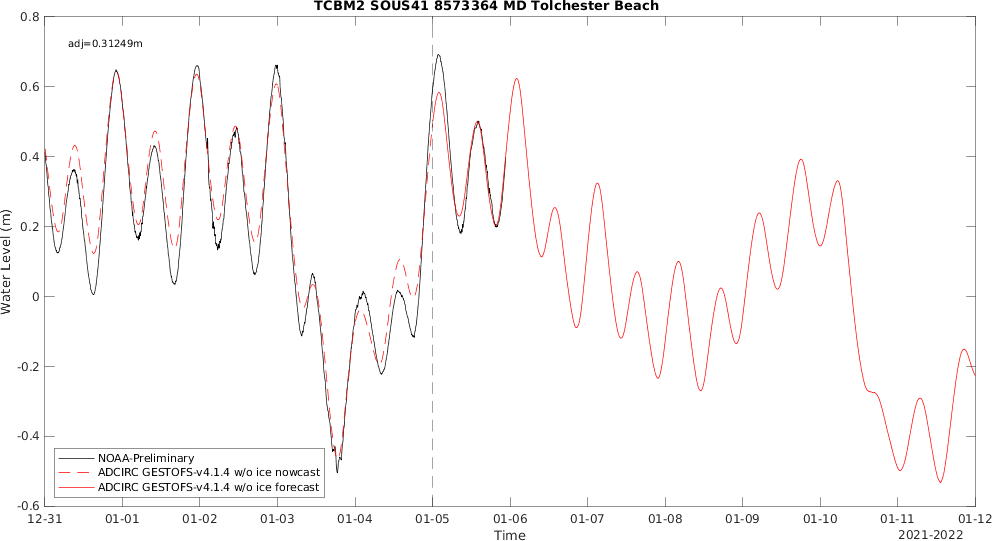 TCBM2 SOUS41 8573364 MD Tolchester Beach
adj=0.31249m
Water Level (m)
0.8
0.6
0.4
0.2
0
-0.2
-0.4
-0.6
NOAA-Preliminary
ADCIRC GESTOFS-v4.1.4 w/o ice nowcast
ADCIRC GESTOFS-v4.1.4 w/o ice forecast
12-31 01-01 01-02 01-03 01-04 01-05 01-06 01-07 01-08 01-09 01-10 01-11 01-12
Time
2021-2022